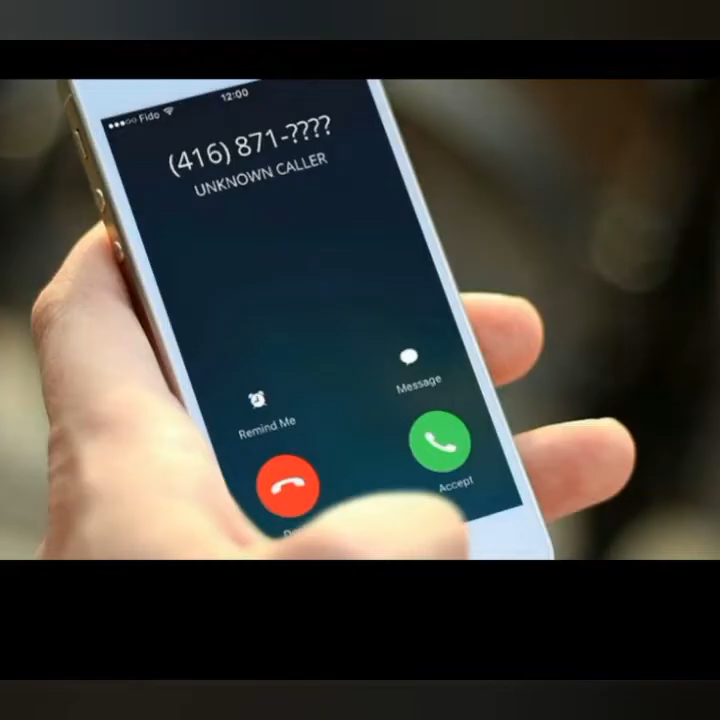 Fido 12:00
(416) 871-????
UNKNOWN CALLER
Remind Me
Message
Accept